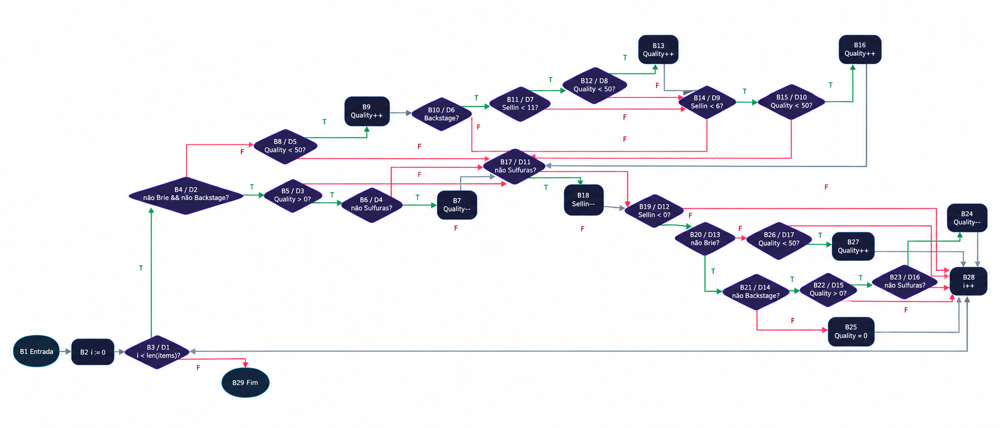 B13
Quality++
B16
Quality++
T
T
B12 / D8
Quality < 50?
F
T
B11 / D7
Sellin < 11?
T
B14 / D9
Sellin < 6?
T
B15 / D10
Quality < 50?
T
B9
Quality++
B10 / D6
Backstage?
F
F
T
B8 / D5
Quality < 50?
F
F
F
B17 / D11
não Sulfuras?
F
T
B4 / D2
não Brie && não Backstage?
T
B5 / D3
Quality > 0?
T
B6 / D4
não Sulfuras?
T
B7
Quality--
F
B18
Sellin--
F
F
B19 / D12
Sellin < 0?
F
B24
Quality--
B20 / D13
não Brie?
F
B26 / D17
Quality < 50?
T
B27
Quality++
T
T
B21 / D14
não Backstage?
T
B22 / D15
Quality > 0?
T
B23 / D16
não Sulfuras?
B28
i++
F
F
B25
Quality = 0
B1 Entrada
B2 i := 0
B3 / D1
i < len(items)?
F
B29 Fim